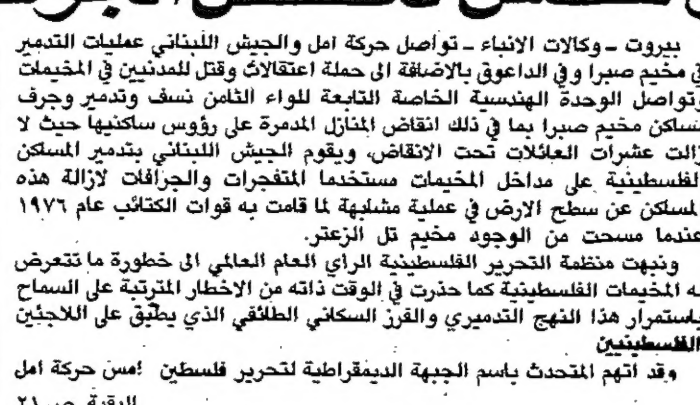 بيروت ـ وكالات الانباء ـ تواصل حركة امل والجيش اللبناني عمليات التدمير
في مخيم صبرا وفي الداعوق بالاضافة الى حملة اعتقالات وقتل للمدنيين في المخيمات
وتواصل الوحدة الهندسية الخاصة التابعة للواء الثامن نسف وتدمير وجرف
مساكن مخيم صبرا بما في ذلك انقاض المنازل المدمرة على رؤوس ساكنيها حيث لا
زالت عشرات العائلات تحت الانقاض، ويقوم الجيش اللبناني بتدمير المساكن
الفلسطينية على مداخل المخيمات مستخدما المتفجرات والجرافات لازالة هذه
المساكن عن سطح الارض في عملية مشابهة لما قامت به قوات الكتائب عام ١٩٧٦
عندما مسحت من الوجود مخيم تل الزعتر.
ونبهت منظمة التحرير الفلسطينية الرأي العام العالمي الى خطورة ما تتعرض
له المخيمات الفلسطينية كما حذرت في الوقت ذاته من الاخطار المترتبة على السماح
باستمرار هذا النهج التدميري والفرز السكاني الطائفي الذي يطبق على اللاجئين
الفلسطينيين
وقد اتهم المتحدث باسم الجبهة الديمقراطية لتحرير فلسطين امس حركة امل
البقية ص ٢١